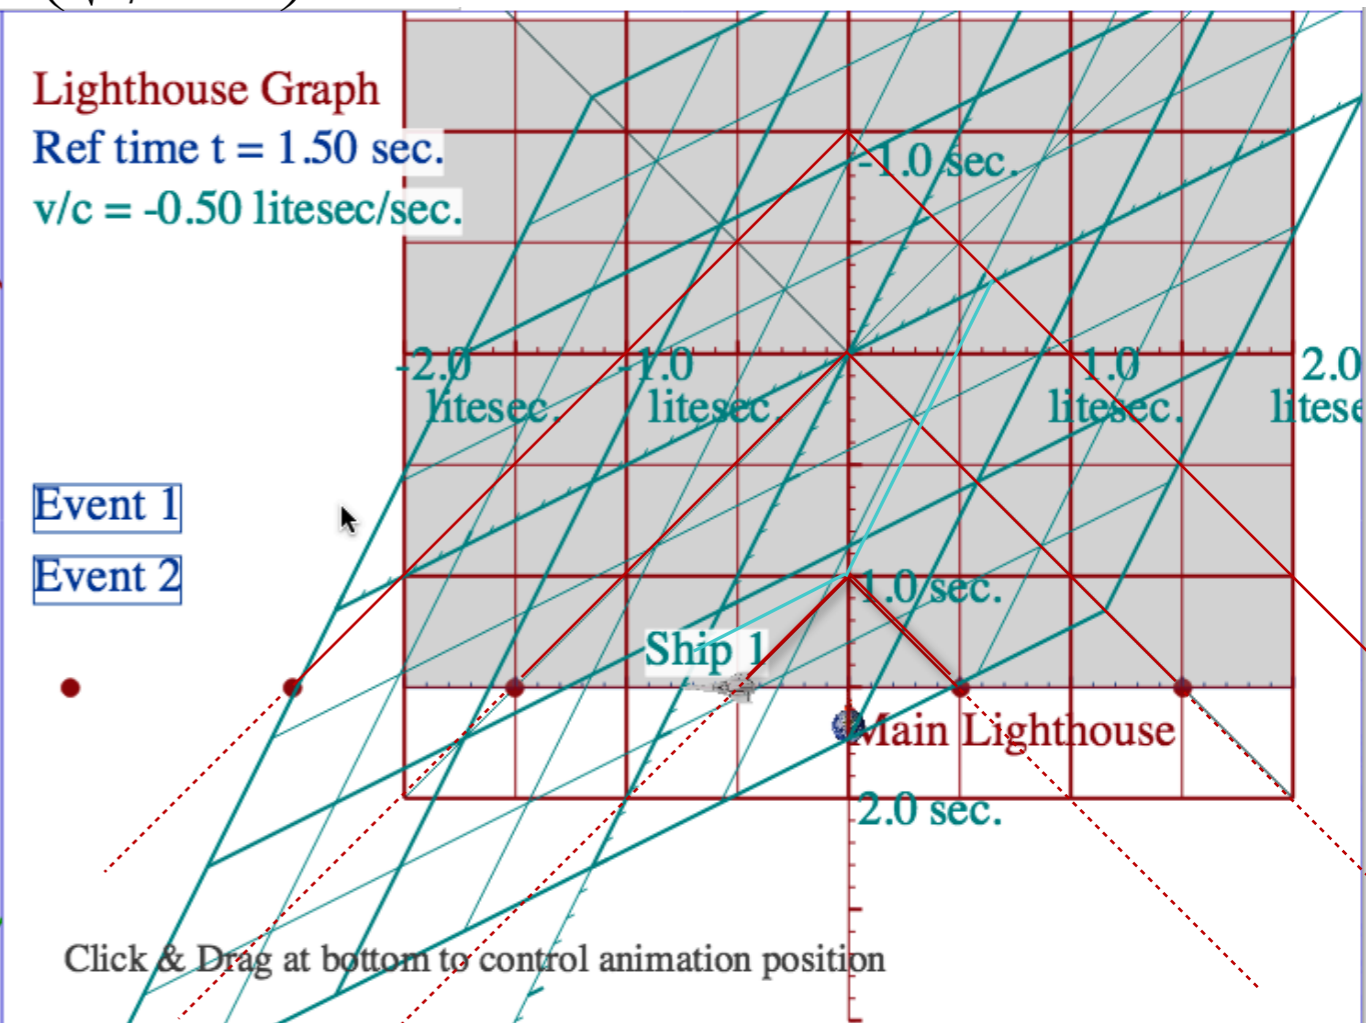 Lighthouse Graph
Ref time t = 1.50 sec.
v/c = -0.50 litesec/sec.
-1.0 sec.
-2.0
litesec.
-1.0
litesec.
1.0
litesec.
2.0
litese
Event 1
Event 2
1.0 sec.
Ship 1
Main Lighthouse
2.0 sec.
Click & Drag at bottom to control animation position